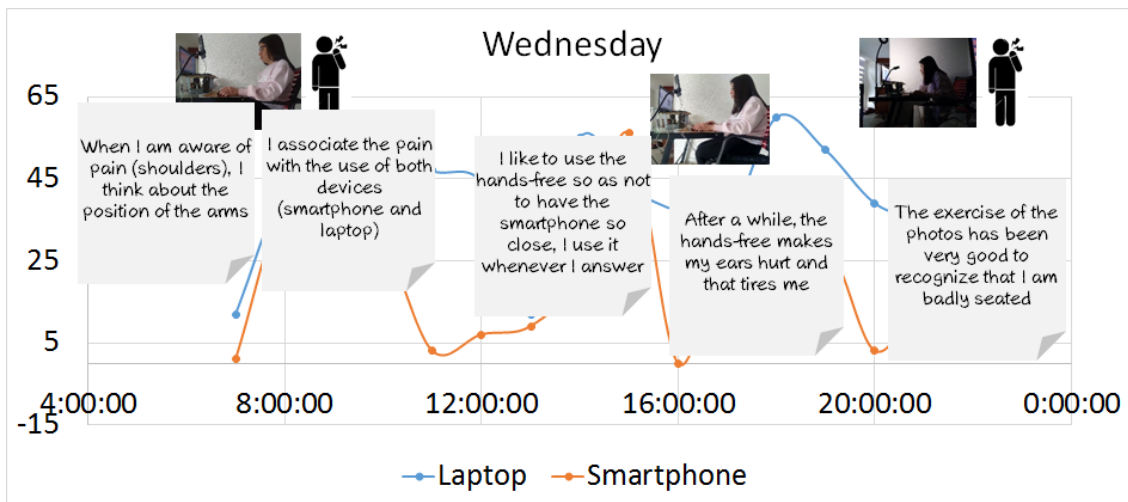 Wednesday
65
45
25
5
-15
When I am aware of
pain (shoulders), I
think about the
position of the arms
I associate the pain
with the use of both
devices
(smartphone and
laptop)
I like to use the
hands-free so as not
to have the
smartphone so
close, I use it
whenever I answer
After a while, the
hands-free makes
my ears hurt and
that tires me
The exercise of the
photos has been
very good to
recognize that I am
badly seated
4:00:00 8:00:00 12:00:00 16:00:00 20:00:00 0:00:00
Laptop Smartphone